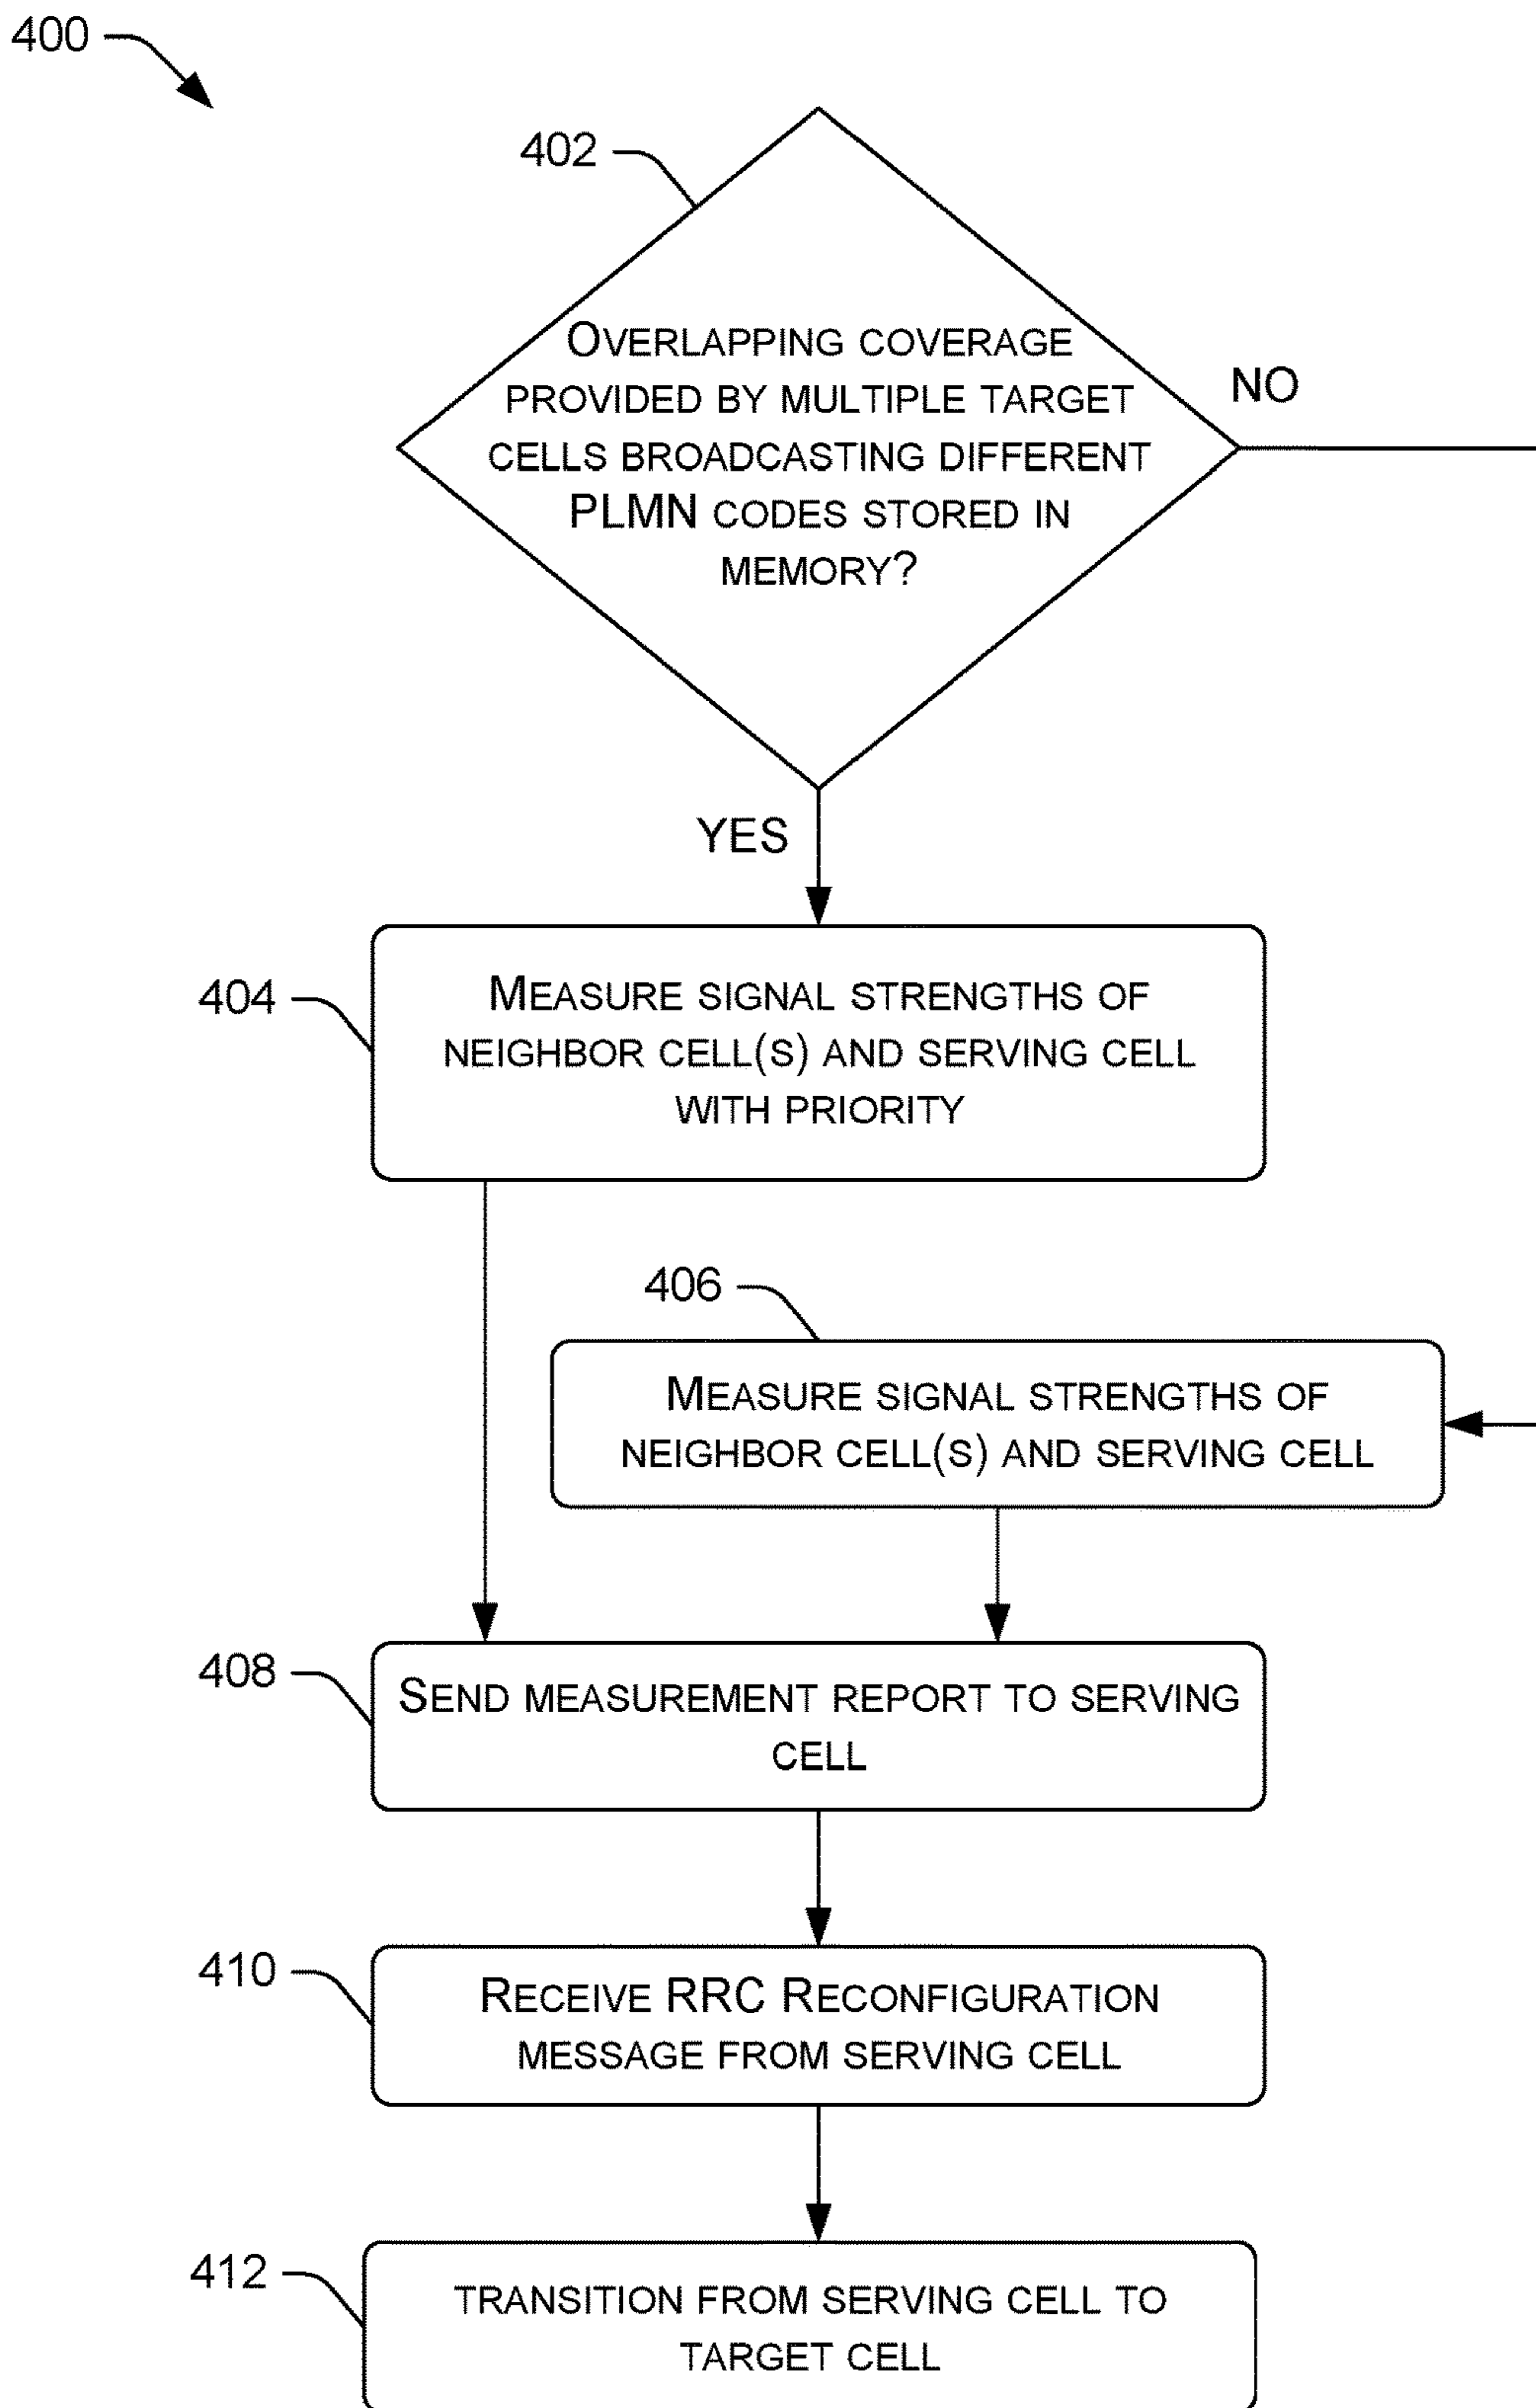 400
402
OVERLAPPING COVERAGE
PROVIDED BY MULTIPLE TARGET
CELLS BROADCASTING DIFFERENT
PLMN CODES STORED IN
MEMORY?
NO
YES
404
MEASURE SIGNAL STRENGTHS OF
NEIGHBOR CELL(S) AND SERVING CELL
WITH PRIORITY
406
MEASURE SIGNAL STRENGTHS OF
NEIGHBOR CELL(S) AND SERVING CELL
408
SEND MEASUREMENT REPORT TO SERVING
CELL
410
RECEIVE RRC RECONFIGURATION
MESSAGE FROM SERVING CELL
412
TRANSITION FROM SERVING CELL TO
TARGET CELL